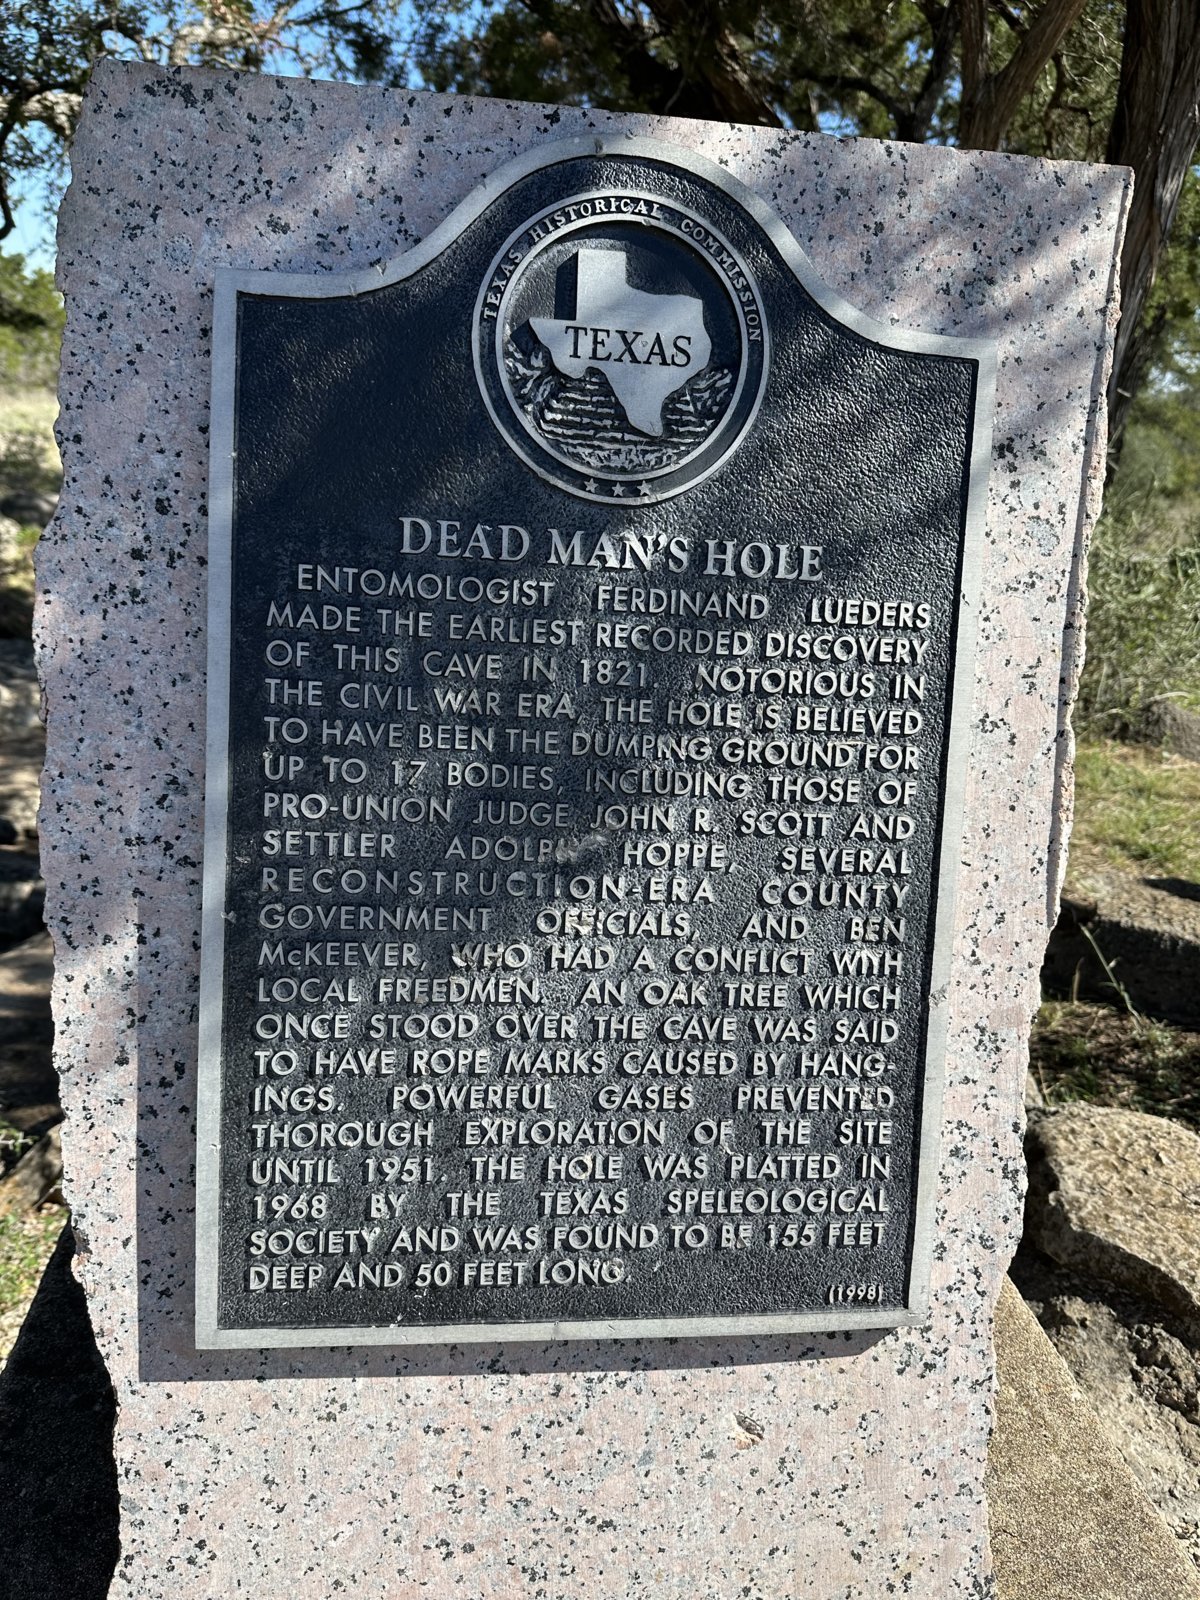 TEXAS HISTORICAL COMMISSION
TEXAS
DEAD MAN'S HOLE
ENTOMOLOGIST FERDINAND LUEDERS
MADE THE EARLIEST RECORDED DISCOVERY
OF THIS CAVE IN 1821. NOTORIOUS IN
THE CIVIL WAR ERA, THE HOLE IS BELIEVED
TO HAVE BEEN THE DUMPING GROUND FOR
UP TO 17 BODIES, INCLUDING THOSE OF
PRO-UNION JUDGE JOHN R. SCOTT AND
SETTLER ADOLPH HOPPE, SEVERAL
RECONSTRUCTION-ERA COUNTY
GOVERNMENT OFFICIALS, AND BEN
McKEEVER, WHO HAD A CONFLICT WITH
LOCAL FREEDMEN. AN OAK TREE WHICH
ONCE STOOD OVER THE CAVE WAS SAID
TO HAVE ROPE MARKS CAUSED BY HANG-
INGS. POWERFUL GASES PREVENTED
THOROUGH EXPLORATION OF THE SITE
UNTIL 1951. THE HOLE WAS PLATTED IN
1968 BY THE TEXAS SPELEOLOGICAL
SOCIETY AND WAS FOUND TO BE 155 FEET
DEEP AND 50 FEET LONG.
(1998)